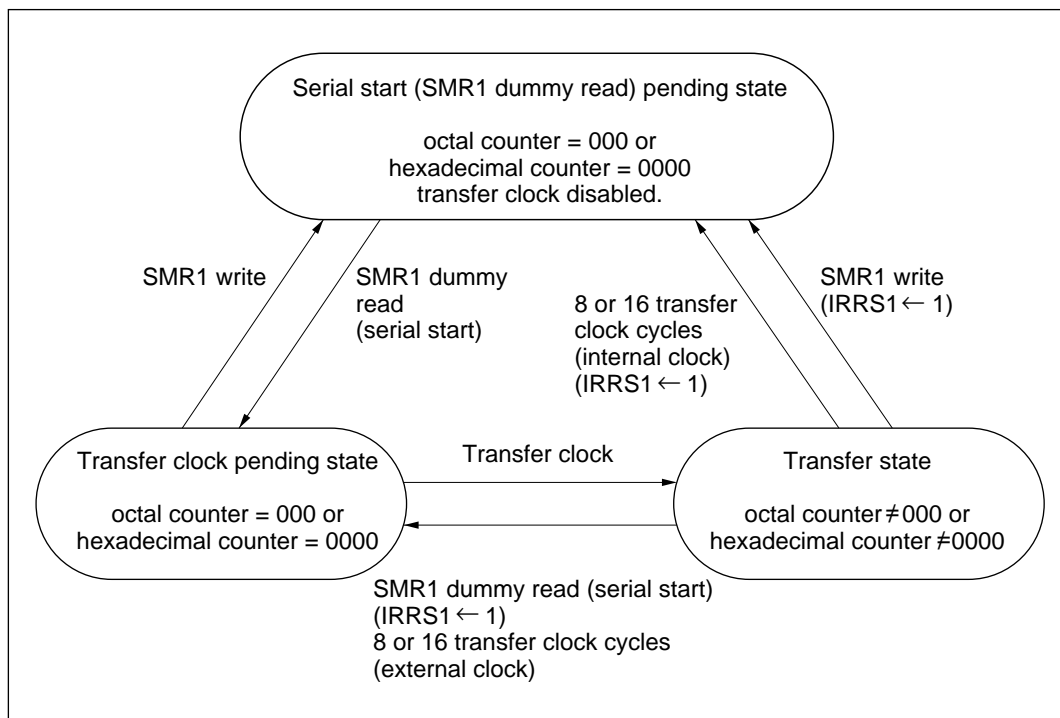 Serial start (SMR1 dummy read) pending state
octal counter = 000 or
hexadecimal counter = 0000
transfer clock disabled.
SMR1 write
SMR1 dummy
read
(serial start)
8 or 16 transfer
clock cycles
(internal clock)
(IRRS1 ← 1)
SMR1 write
(IRRS1 ← 1)
Transfer clock pending state
octal counter = 000 or
hexadecimal counter = 0000
Transfer clock
Transfer state
octal counter ≠ 000 or
hexadecimal counter ≠ 0000
SMR1 dummy read (serial start)
(IRRS1 ← 1)
8 or 16 transfer clock cycles
(external clock)